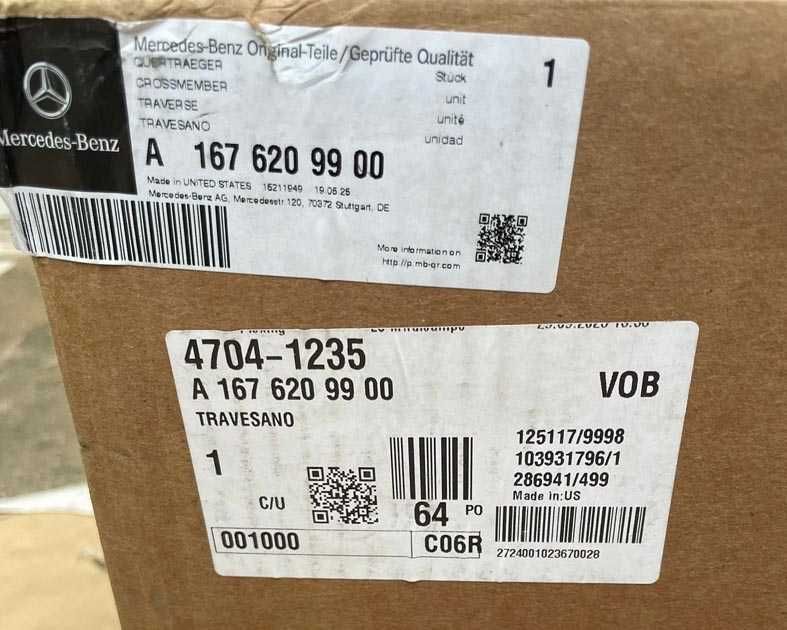 Mercedes-Benz
Mercedes-Benz Original-Teile/Geprüfte Qualität
QUERTRAEGER
CROSSMEMBER
TRAVERSE
TRAVESANO
Stück
unit
unité
unidad
1
A 167 620 99 00
Made in UNITED STATES 15211949 19.06.25
Mercedes-Benz AG, Mercedesstr.120, 70372 Stuttgart, DE
More information on
http://p.mb-qr.com
4704-1235
A 167 620 99 00
VOB
TRAVESANO
1
C/U
64 PO
125117/9998
103931796/1
286941/499
Made in:US
001000
C06R
2724001023670028